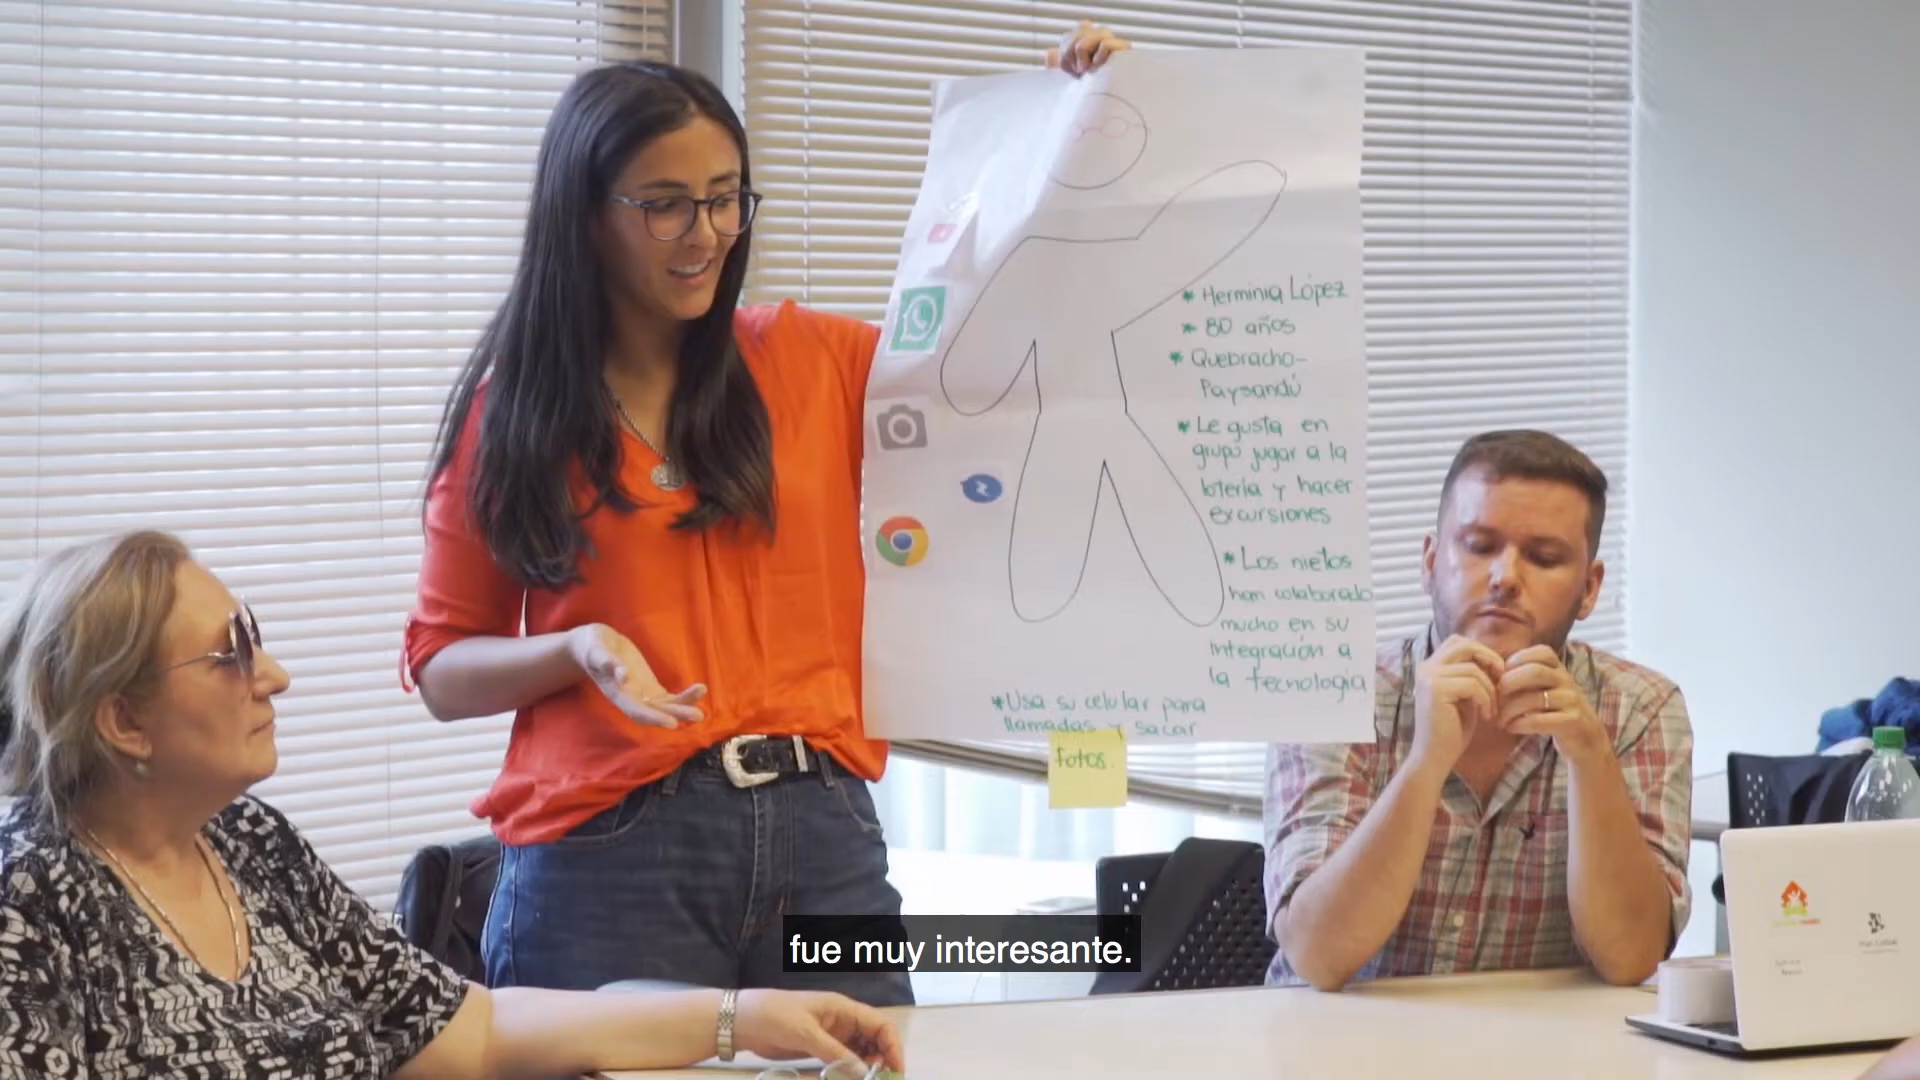 * Herminia López
* 80 años
* Quebracho-
Paysandú
* Le gusta en
grupo jugar a la
lotería y hacer
excursiones
* Los nietos
han colaborado
mucho en su
integración a
la tecnología
* Usa su celular para
llamadas y sacar
fotos.
fue muy interesante.